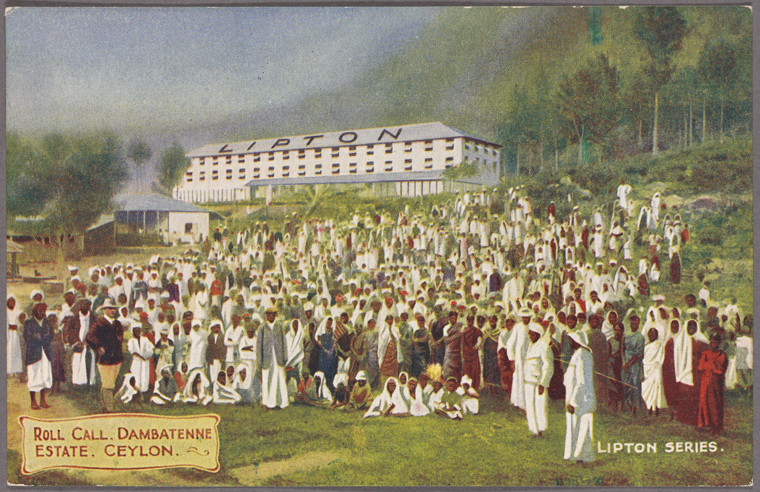 LIPTON
ROLL CALL. DAMBATENNE
ESTATE. CEYLON.
LIPTON SERIES.